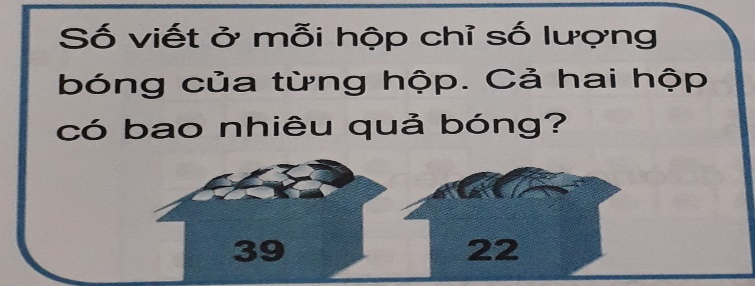 Số viết ở mỗi hộp chỉ số lượng
bóng của từng hộp. Cả hai hộp
có bao nhiêu quả bóng?
39 22